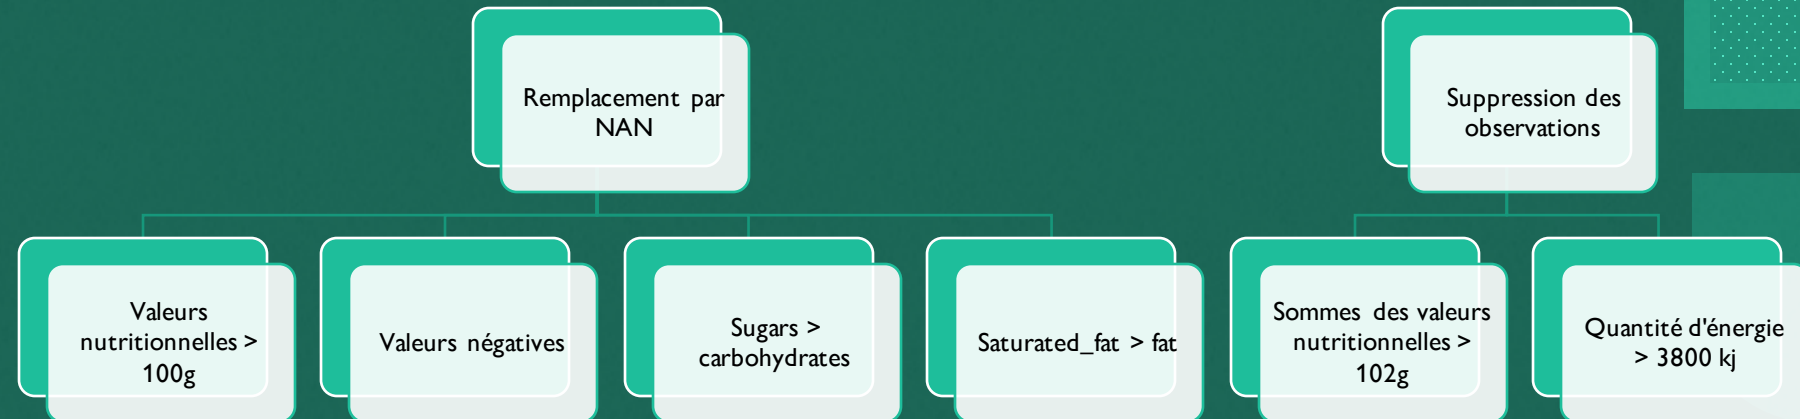 Remplacement par
NAN
Suppression des
observations
Valeurs
nutritionnelles >
100g
Valeurs négatives
Sugars >
carbohydrates
Saturated_fat > fat
Sommes des valeurs
nutritionnelles >
102g
Quantité d'énergie
> 3800 kj